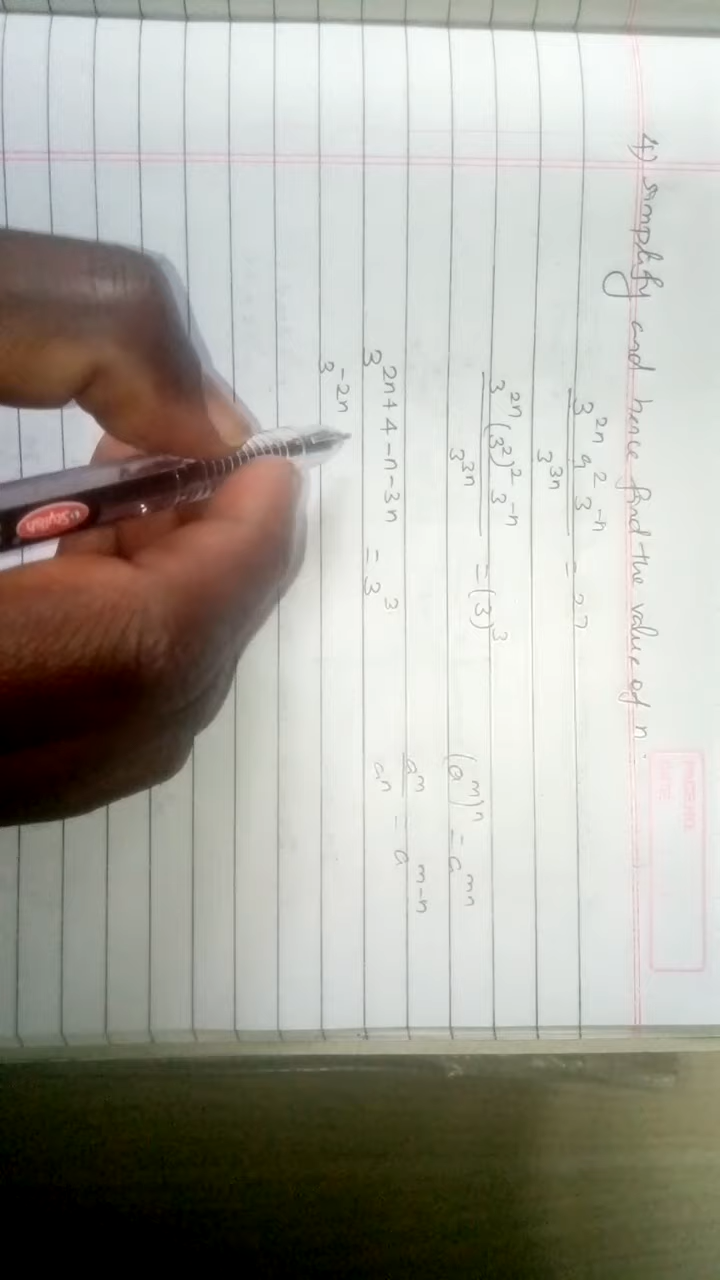 4) Simplify and hence find the value of n.
3^{2n} 9^2 3^{-n} / 3^{3n} = 27
3^{2n} (3^2)^2 3^{-n} / 3^{3n} = (3)^3
(a^m)^n = a^{mn}
3^{2n+4-n-3n} = 3^3
a^m / a^n = a^{m-n}
3^{-2n}
Stylish